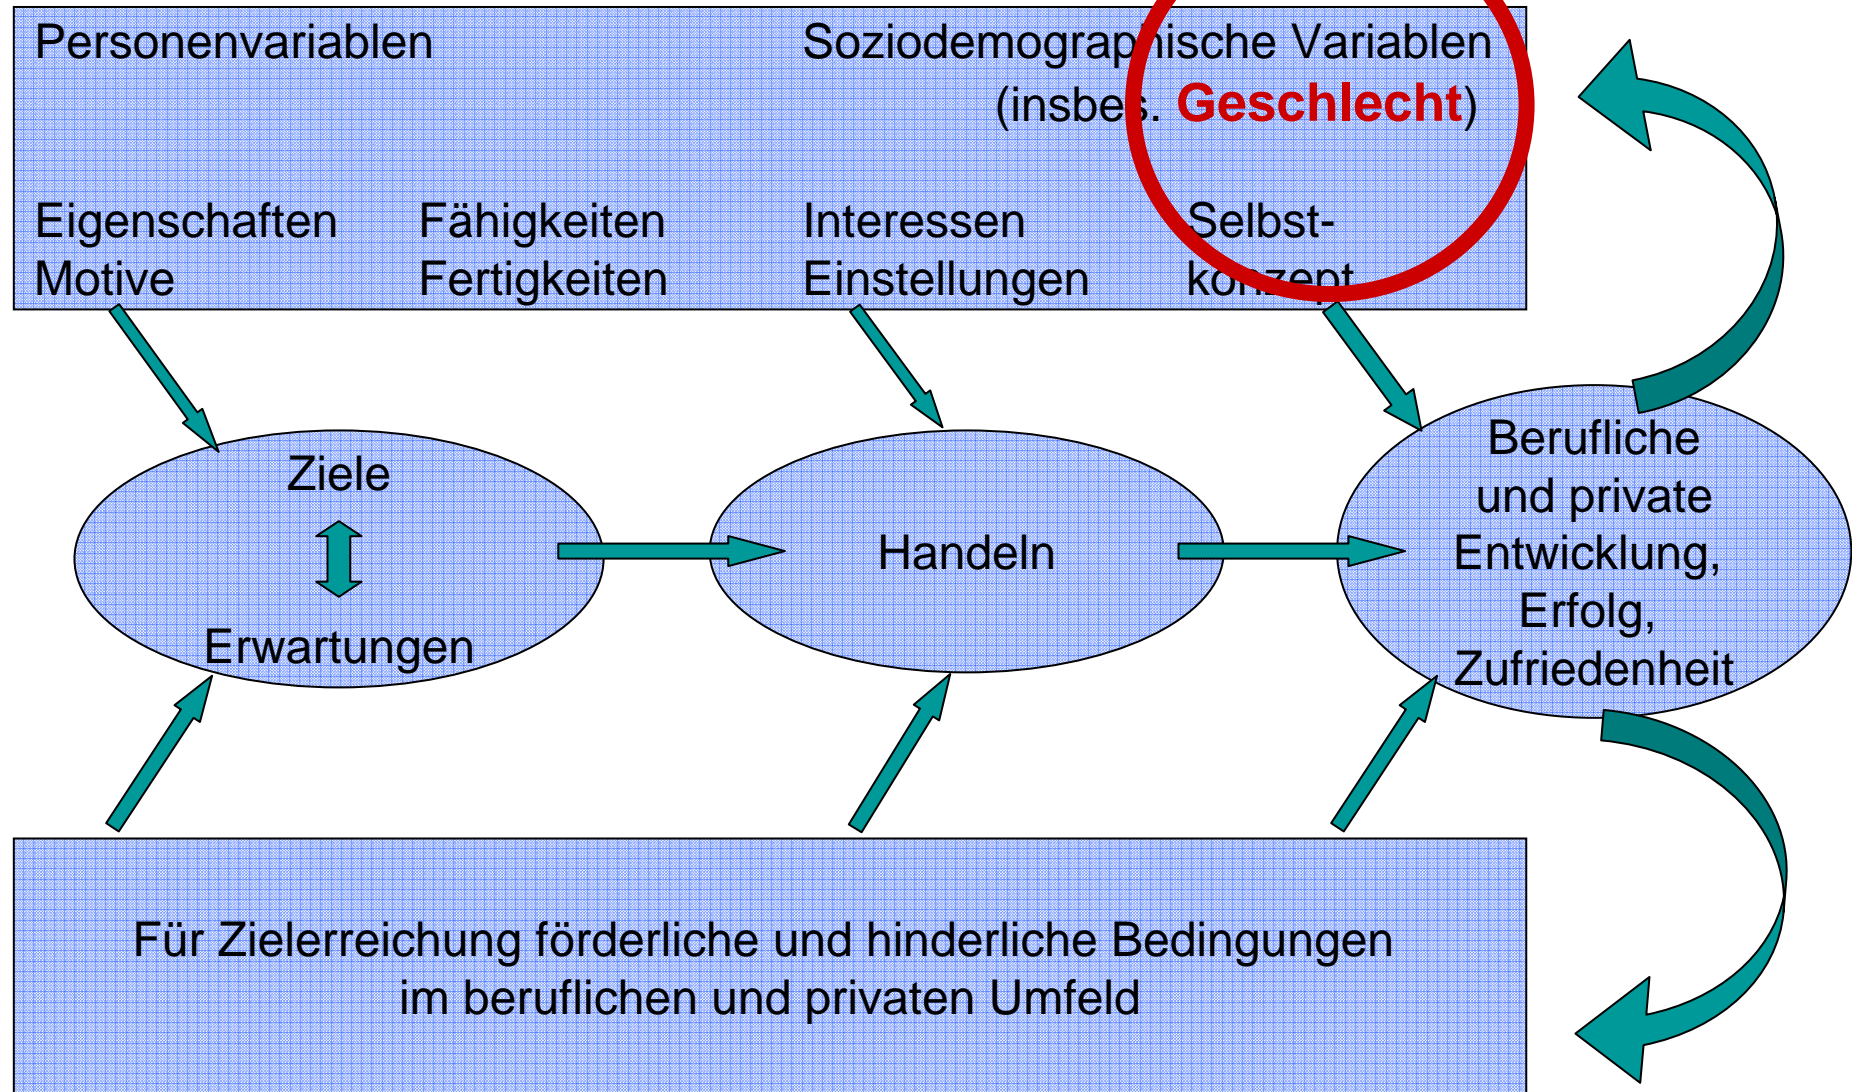 Personenvariablen
Soziodemographische Variablen
(insbes. Geschlecht)
Eigenschaften
Motive
Fähigkeiten
Fertigkeiten
Interessen
Einstellungen
Selbst-
konzept
Ziele
Erwartungen
Handeln
Berufliche
und private
Entwicklung,
Erfolg,
Zufriedenheit
Für Zielerreichung förderliche und hinderliche Bedingungen
im beruflichen und privaten Umfeld